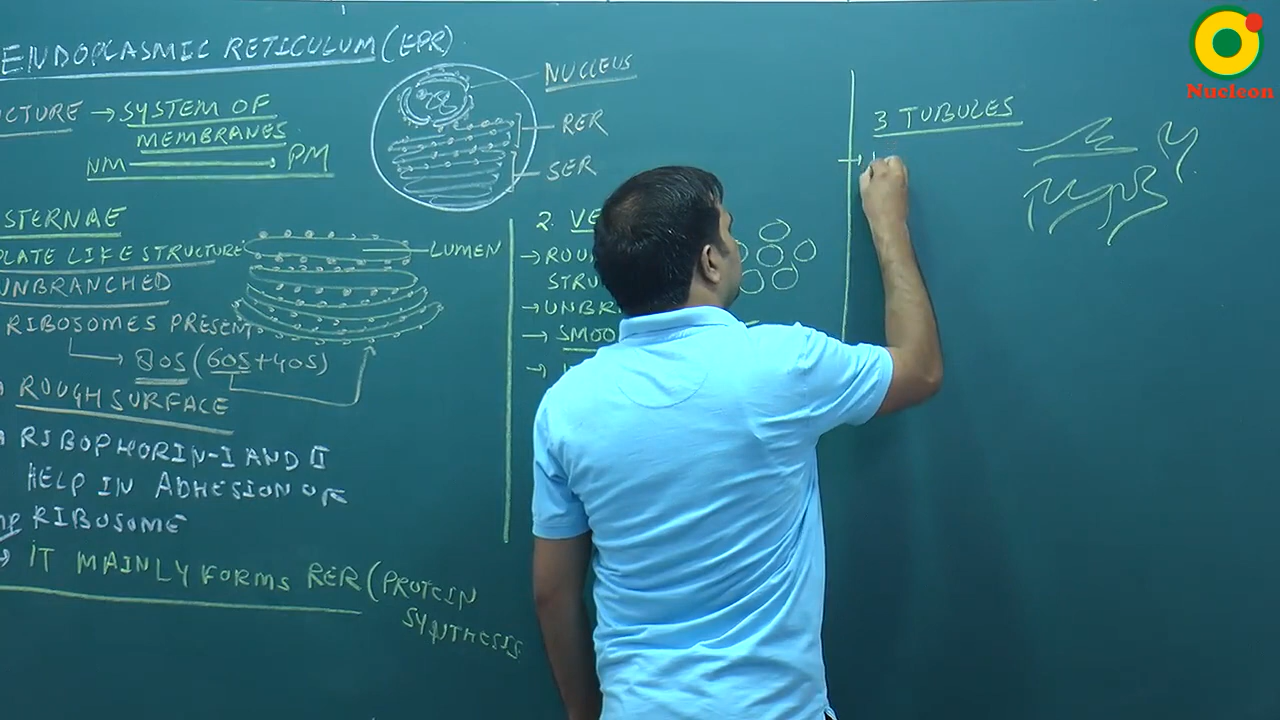 ENDOPLASMIC RETICULUM (EPR)
UCTURE → SYSTEM OF
MEMBRANES
NM → PM
NUCLEUS
RER
SER
STERNAE
PLATE LIKE STRUCTURE
UNBRANCHED
RIBOSOMES PRESENT.
→ 80S (60S+40S)
ROUGH SURFACE
RIBOPHORIN-I AND II
HELP IN ADHESION OF
RIBOSOME
→ IT MAINLY FORMS RER (PROTEIN
SYNTHESIS
LUMEN
2. VE
→ ROU
STRU
→ UNBR
→ SMOO
→
3 TUBULES
→
Nucleon